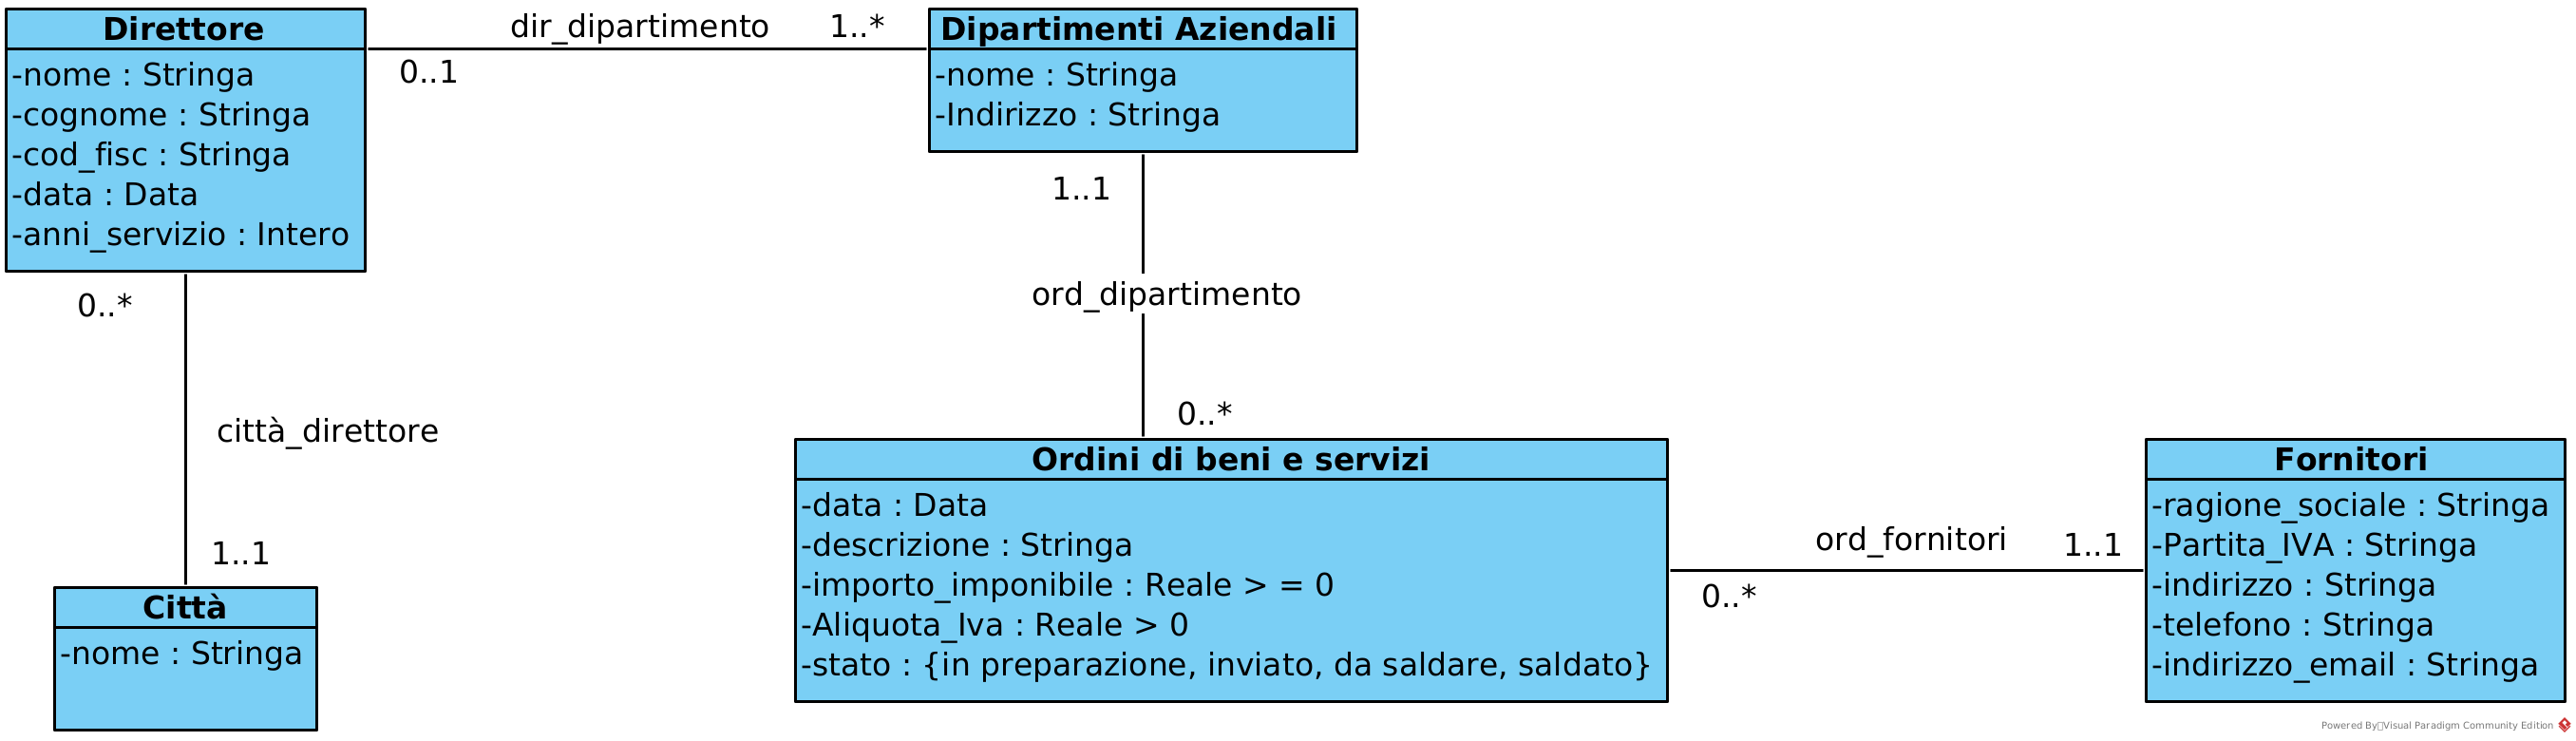 Direttore
-nome : Stringa
-cognome : Stringa
-cod_fisc : Stringa
-data : Data
-anni_servizio : Intero
dir_dipartimento
1..*
0..1
Dipartimenti Aziendali
-nome : Stringa
-Indirizzo : Stringa
1..1
ord_dipartimento
0..*
0..*
città_direttore
1..1
Città
-nome : Stringa
Ordini di beni e servizi
-data : Data
-descrizione : Stringa
-importo_imponibile : Reale > = 0
-Aliquota_Iva : Reale > 0
-stato : {in preparazione, inviato, da saldare, saldato}
ord_fornitori
1..1
0..*
Fornitori
-ragione_sociale : Stringa
-Partita_IVA : Stringa
-indirizzo : Stringa
-telefono : Stringa
-indirizzo_email : Stringa
Powered By Visual Paradigm Community Edition